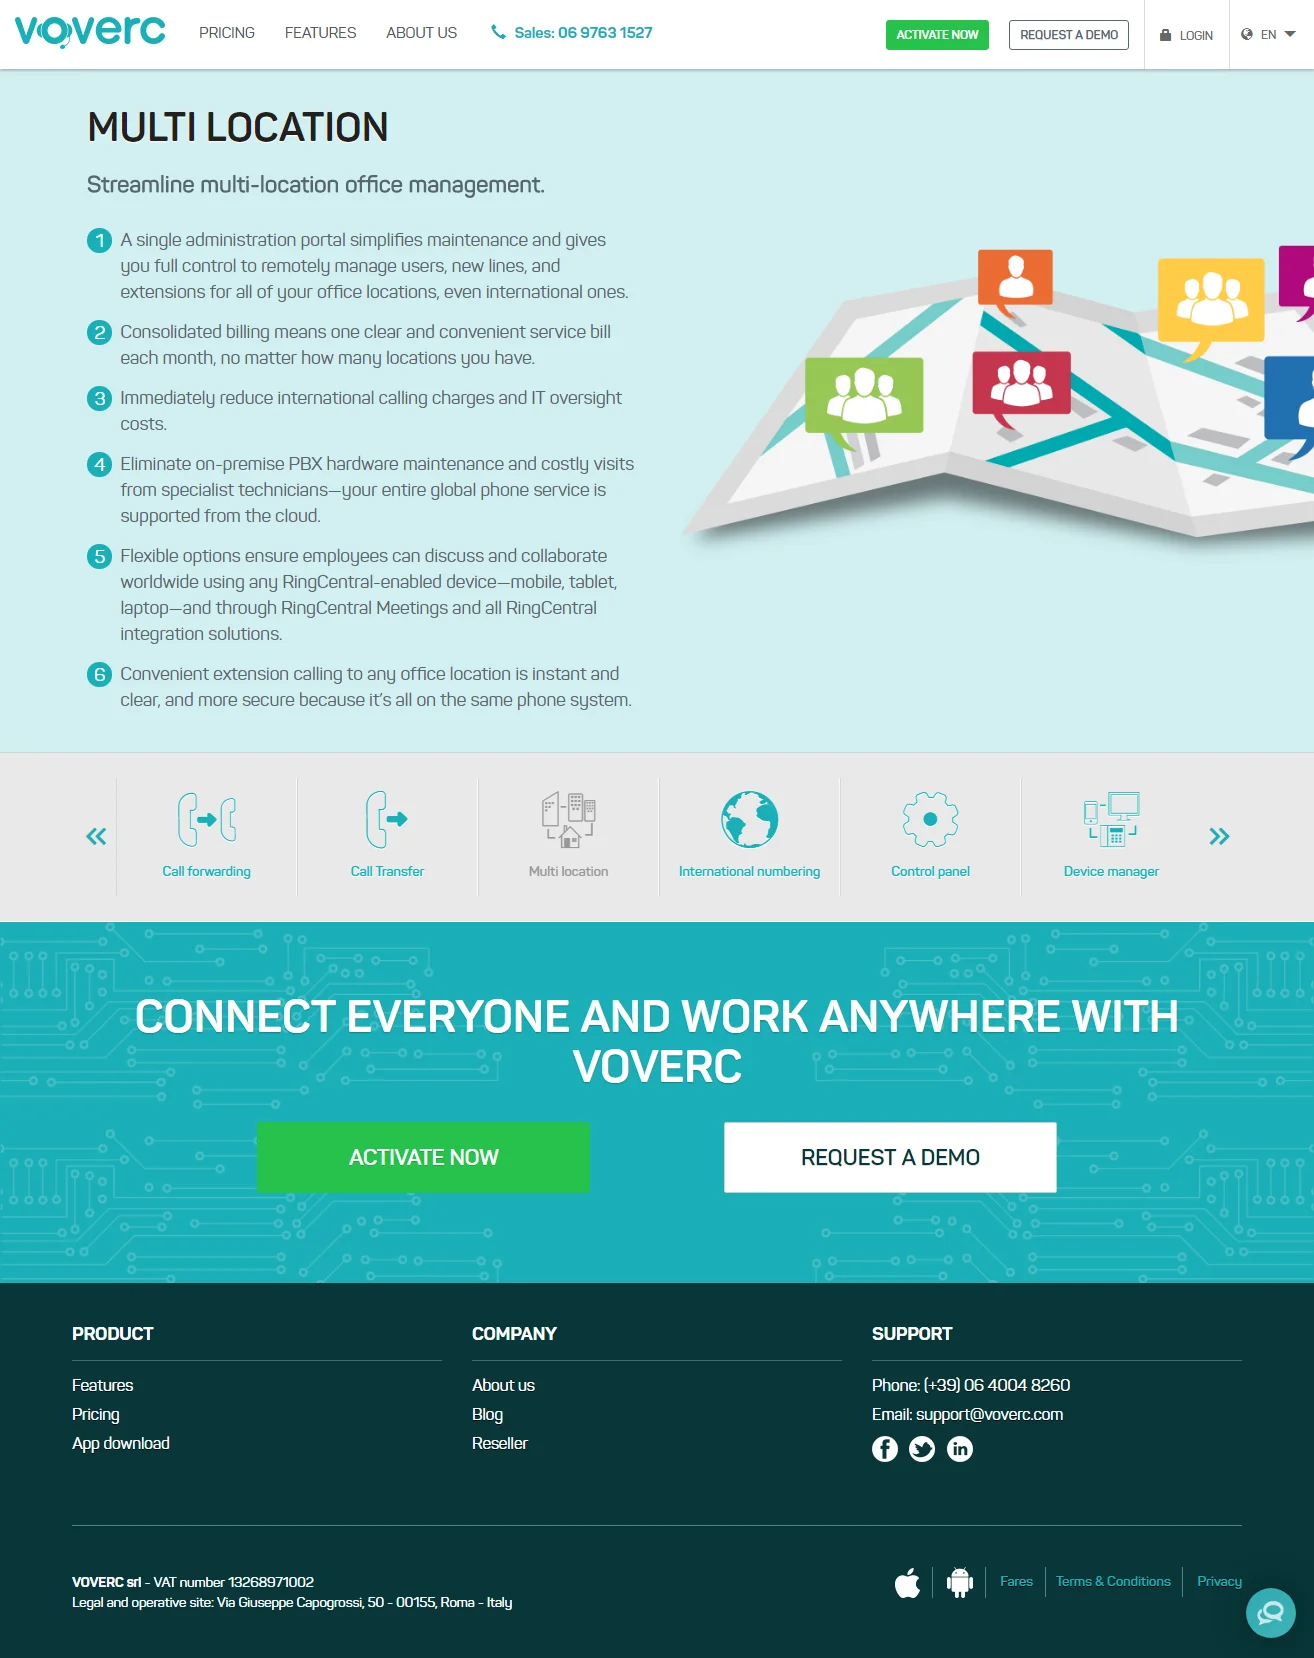 voverc
PRICING
FEATURES
ABOUT US
Sales: 06 9763 1527
ACTIVATE NOW
REQUEST A DEMO
LOGIN
EN
MULTI LOCATION
Streamline multi-location office management.
1 A single administration portal simplifies maintenance and gives
you full control to remotely manage users, new lines, and
extensions for all of your office locations, even international ones.
2 Consolidated billing means one clear and convenient service bill
each month, no matter how many locations you have.
3 Immediately reduce international calling charges and IT oversight
costs.
4 Eliminate on-premise PBX hardware maintenance and costly visits
from specialist technicians—your entire global phone service is
supported from the cloud.
5 Flexible options ensure employees can discuss and collaborate
worldwide using any RingCentral-enabled device—mobile, tablet,
laptop—and through RingCentral Meetings and all RingCentral
integration solutions.
6 Convenient extension calling to any office location is instant and
clear, and more secure because it’s all on the same phone system.
Call forwarding
Call Transfer
Multi location
International numbering
Control panel
Device manager
CONNECT EVERYONE AND WORK ANYWHERE WITH
VOVERC
ACTIVATE NOW
REQUEST A DEMO
PRODUCT
Features
Pricing
App download
COMPANY
About us
Blog
Reseller
SUPPORT
Phone: (+39) 06 4004 8260
Email: support@voverc.com
VOVERC srl - VAT number 13268971002
Legal and operative site: Via Giuseppe Capogrossi, 50 - 00155, Roma - Italy
Fares
Terms & Conditions
Privacy